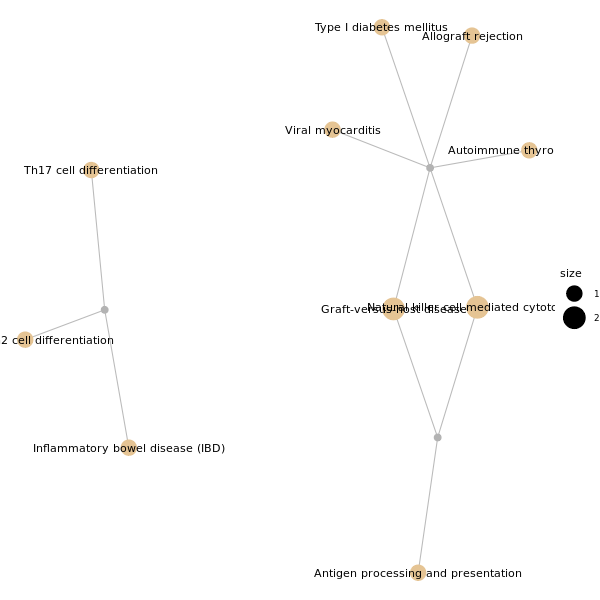 Type I diabetes mellitus
Allograft rejection
Viral myocarditis
Autoimmune thyro
Th17 cell differentiation
size
1
2
Graft-versus-host disease
Natural killer cell mediated cytoto
2 cell differentiation
Inflammatory bowel disease (IBD)
Antigen processing and presentation